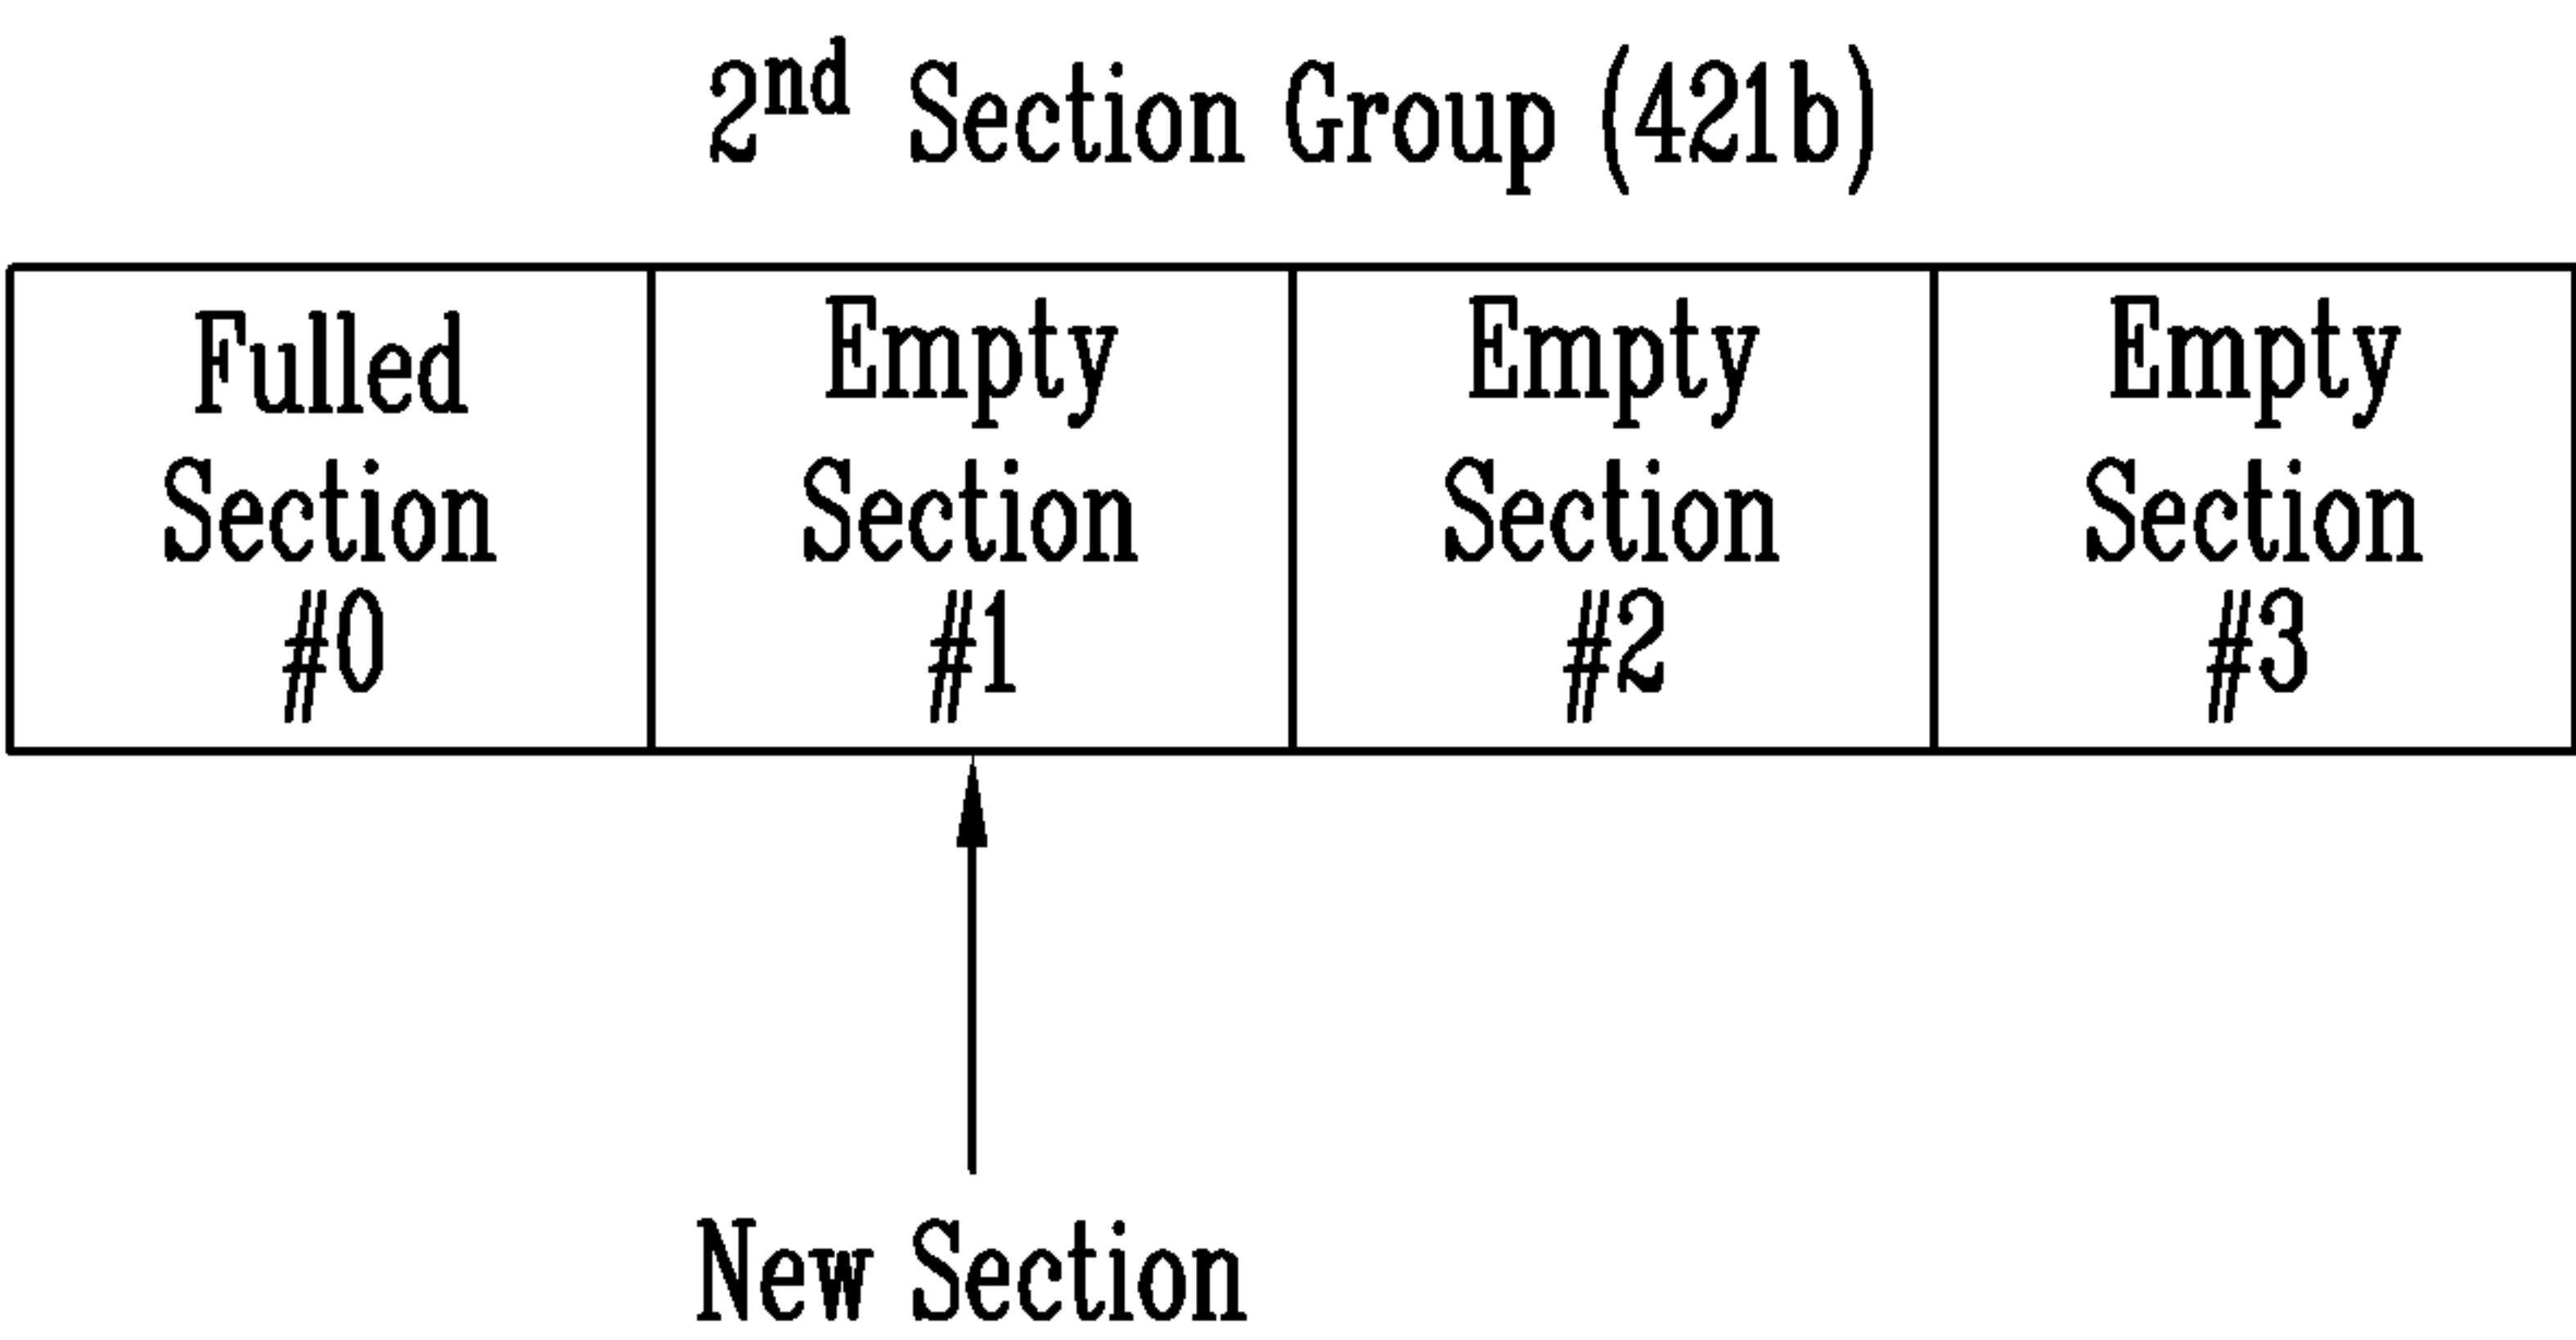 2nd Section Group (421b)
Fulled
Section
#0
Empty
Section
#1
Empty
Section
#2
Empty
Section
#3
New Section